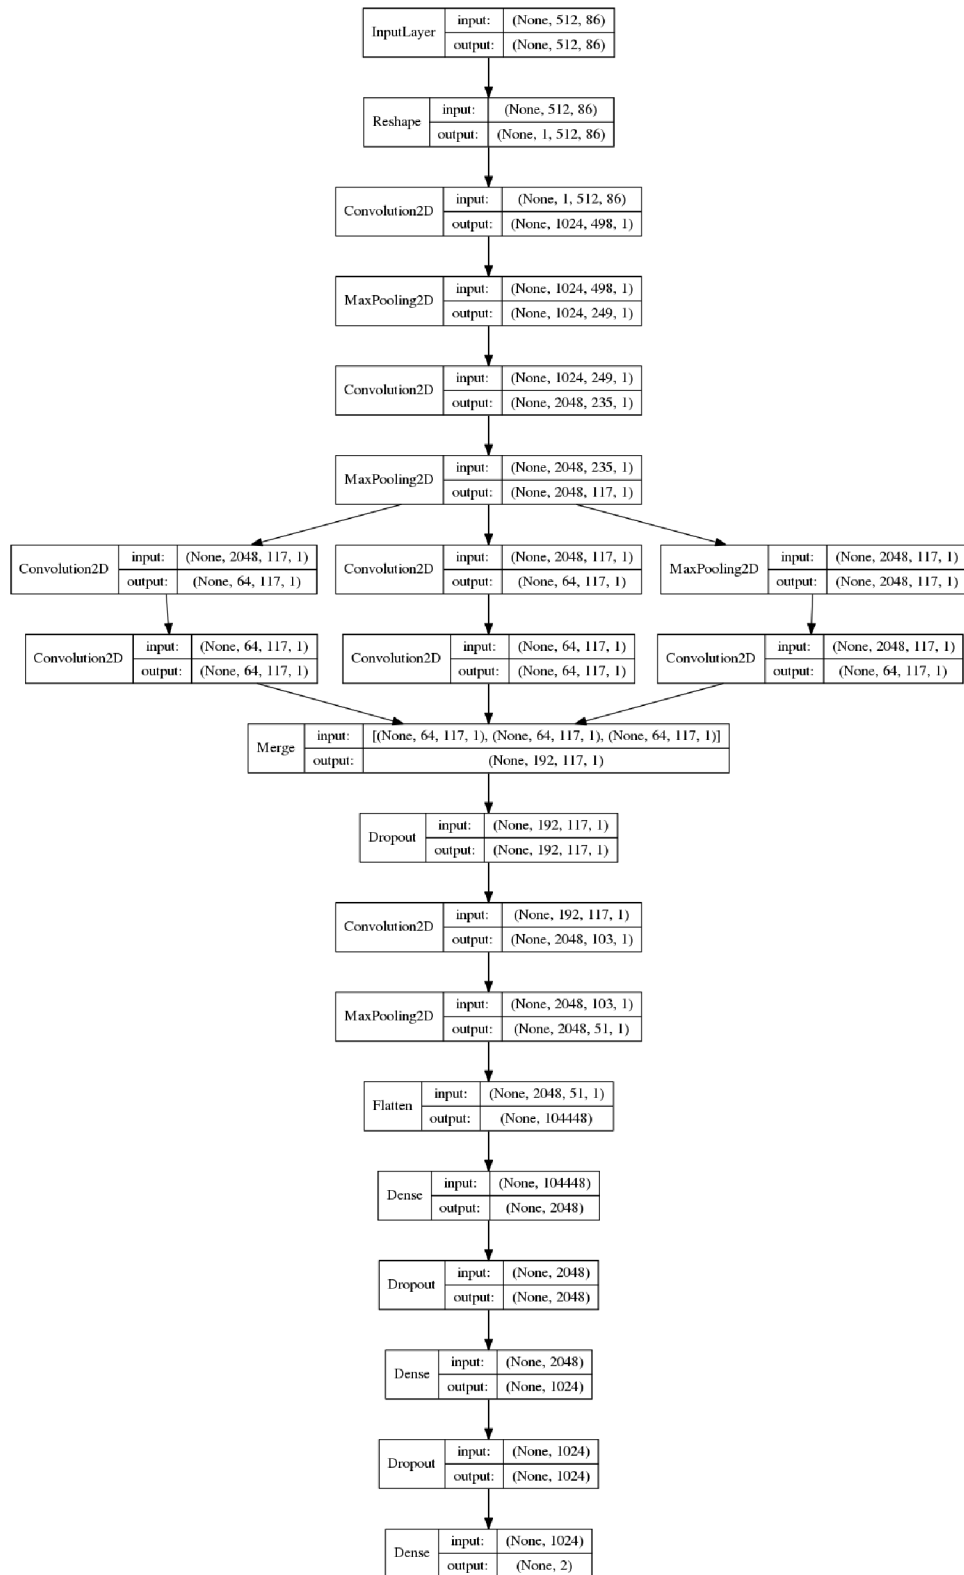 InputLayer
input: (None, 512, 86)
output: (None, 512, 86)
Reshape
input: (None, 512, 86)
output: (None, 1, 512, 86)
Convolution2D
input: (None, 1, 512, 86)
output: (None, 1024, 498, 1)
MaxPooling2D
input: (None, 1024, 498, 1)
output: (None, 1024, 249, 1)
Convolution2D
input: (None, 1024, 249, 1)
output: (None, 2048, 235, 1)
MaxPooling2D
input: (None, 2048, 235, 1)
output: (None, 2048, 117, 1)
Convolution2D
input: (None, 2048, 117, 1)
output: (None, 64, 117, 1)
Convolution2D
input: (None, 2048, 117, 1)
output: (None, 64, 117, 1)
MaxPooling2D
input: (None, 2048, 117, 1)
output: (None, 2048, 117, 1)
Convolution2D
input: (None, 64, 117, 1)
output: (None, 64, 117, 1)
Convolution2D
input: (None, 64, 117, 1)
output: (None, 64, 117, 1)
Convolution2D
input: (None, 2048, 117, 1)
output: (None, 64, 117, 1)
Merge
input: [(None, 64, 117, 1), (None, 64, 117, 1), (None, 64, 117, 1)]
output: (None, 192, 117, 1)
Dropout
input: (None, 192, 117, 1)
output: (None, 192, 117, 1)
Convolution2D
input: (None, 192, 117, 1)
output: (None, 2048, 103, 1)
MaxPooling2D
input: (None, 2048, 103, 1)
output: (None, 2048, 51, 1)
Flatten
input: (None, 2048, 51, 1)
output: (None, 104448)
Dense
input: (None, 104448)
output: (None, 2048)
Dropout
input: (None, 2048)
output: (None, 2048)
Dense
input: (None, 2048)
output: (None, 1024)
Dropout
input: (None, 1024)
output: (None, 1024)
Dense
input: (None, 1024)
output: (None, 2)